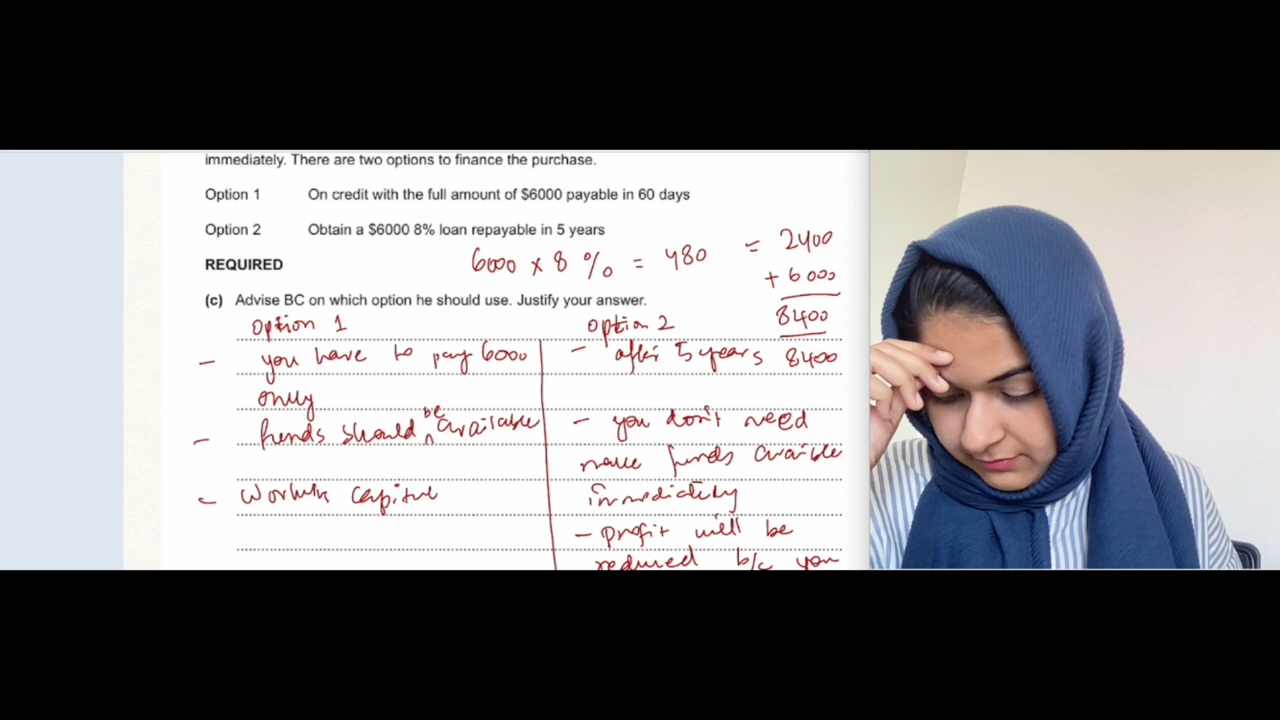 immediately. There are two options to finance the purchase.
Option 1 On credit with the full amount of $6000 payable in 60 days
Option 2 Obtain a $6000 8% loan repayable in 5 years
6000 x 8 % = 480 = 2400
+ 6000
8400
REQUIRED
(c) Advise BC on which option he should use. Justify your answer.
option 1
- you have to pay 6000
only
- funds should be available
- capital
option 2
- after 5 years 8400
- you don't need
funds
immediately
- Profit will be
reduced b/c you